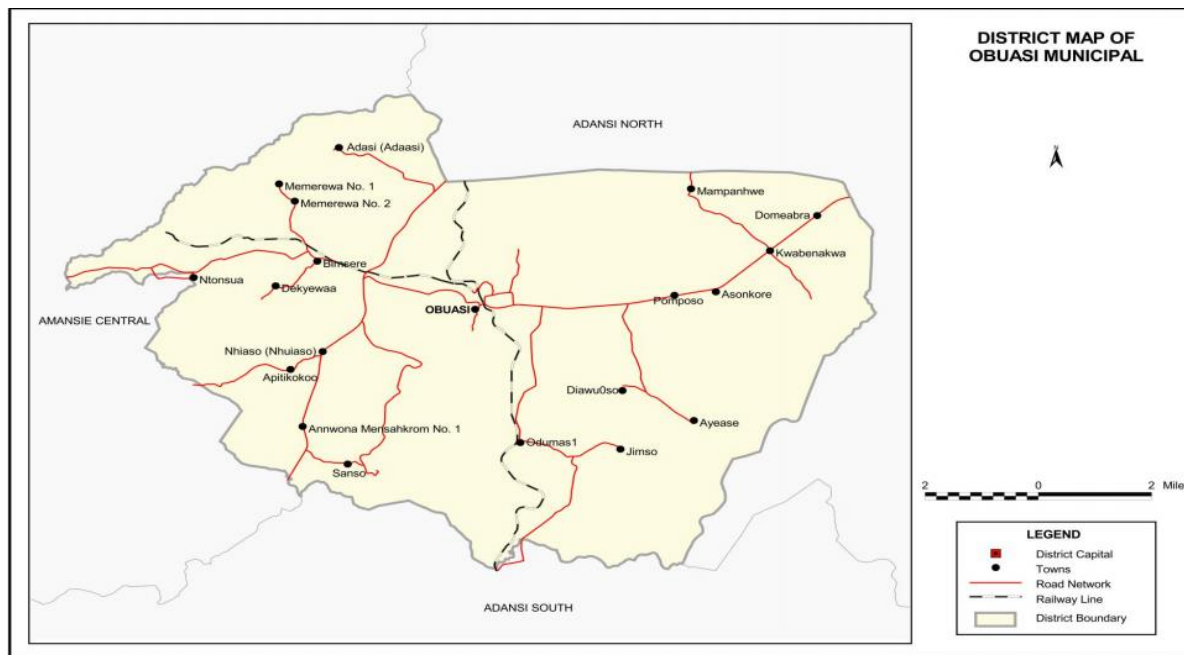 DISTRICT MAP OF
OBUASI MUNICIPAL
N
ADANSI NORTH
Adasi (Adaasi)
Memerewa No. 1
Memerewa No. 2
Mampanhwe
Domeabra
Kwabenakwa
Bimsere
Ntonsua
Dekyewaa
Pomposo
Asonkore
OBUASI
AMANSIE CENTRAL
Nhiaso (Nhuiaso)
Apitikokoo
Diawu0so
Ayease
Annwona Mensahkrom No. 1
Odumas1
Jimso
Sanso
ADANSI SOUTH
2 0 2 Mile
LEGEND
District Capital
Towns
Road Network
Railway Line
District Boundary